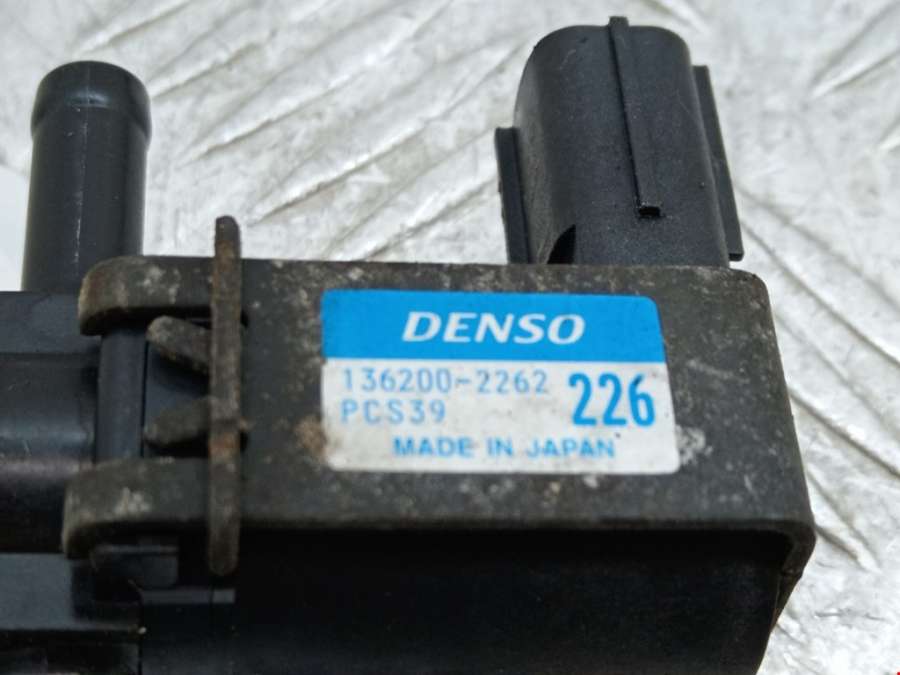 DENSO
136200-2262
PCS39
226
MADE IN JAPAN